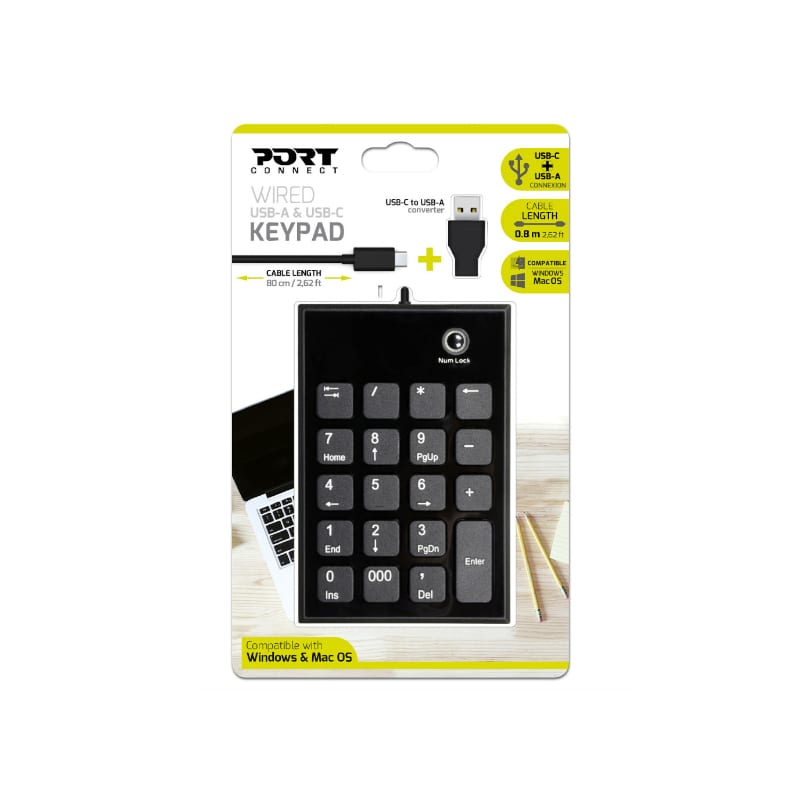 PORT
CONNECT
WIRED
USB-A & USB-C
KEYPAD
CABLE LENGTH
80 cm / 2,62 ft
USB-C to USB-A
converter
+
USB-C
+
USB-A
CONNEXION
CABLE
LENGTH
0.8 m 2,62 ft
COMPATIBLE
WINDOWS
Mac OS
Num Lock
/ * ←
7 8 9 -
Home ↑ PgUp
4 5 6 +
← →
1 2 3
End ↓ PgDn
Enter
0 000 ,
Ins Del
Compatible with
Windows & Mac OS